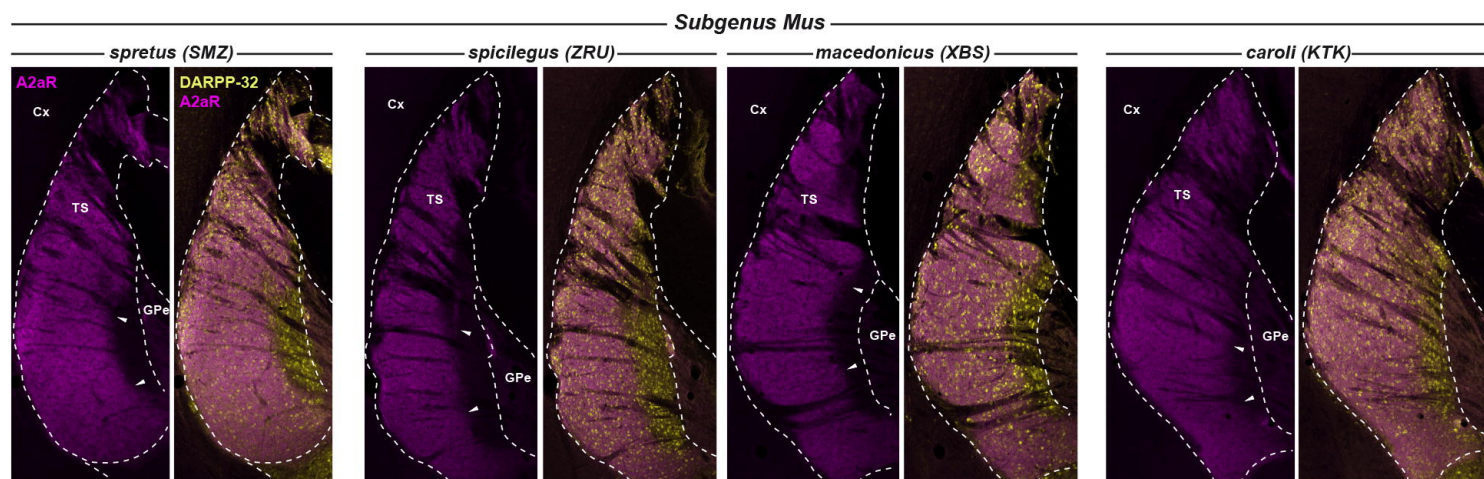 Subgenus Mus
spretus (SMZ)
spicilegus (ZRU)
macedonicus (XBS)
caroli (KTK)
A2aR
DARPP-32
A2aR
Cx
TS
GPe
Cx
TS
GPe
TS
GPe
Cx
TS
GPe